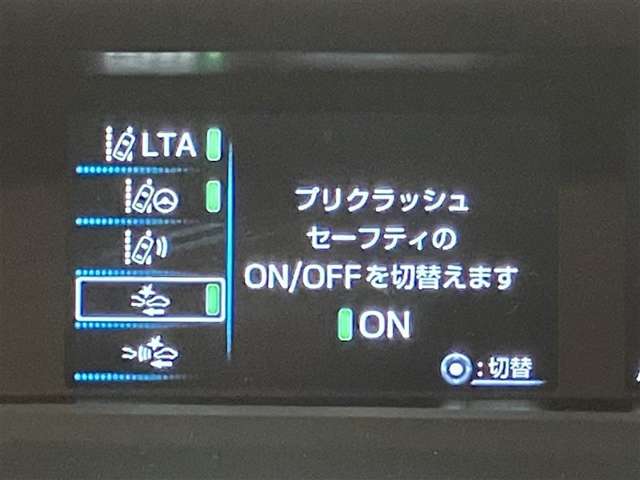 LTA
プリクラッシュ
セーフティの
ON/OFFを切替えます
ON
:切替